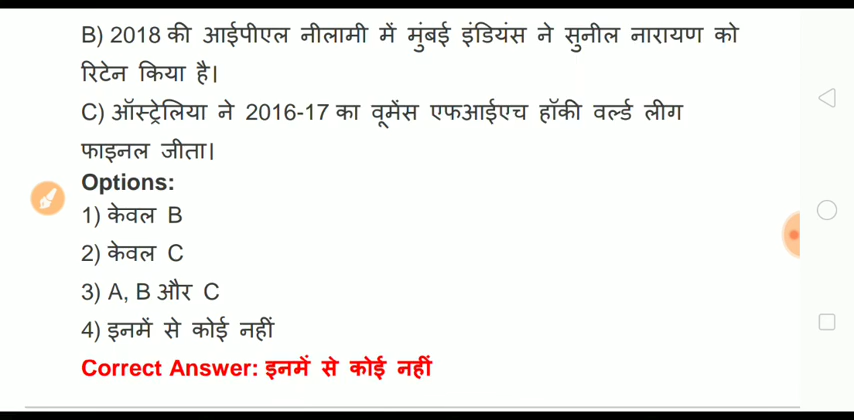 B) 2018 की आईपीएल नीलामी में मुंबई इंडियंस ने सुनील नारायण को
रिटेन किया है।
C) ऑस्ट्रेलिया ने 2016-17 का वूमेंस एफआईएच हॉकी वर्ल्ड लीग
फाइनल जीता।
Options:
1) केवल B
2) केवल C
3) A, B और C
4) इनमें से कोई नहीं
Correct Answer: इनमें से कोई नहीं